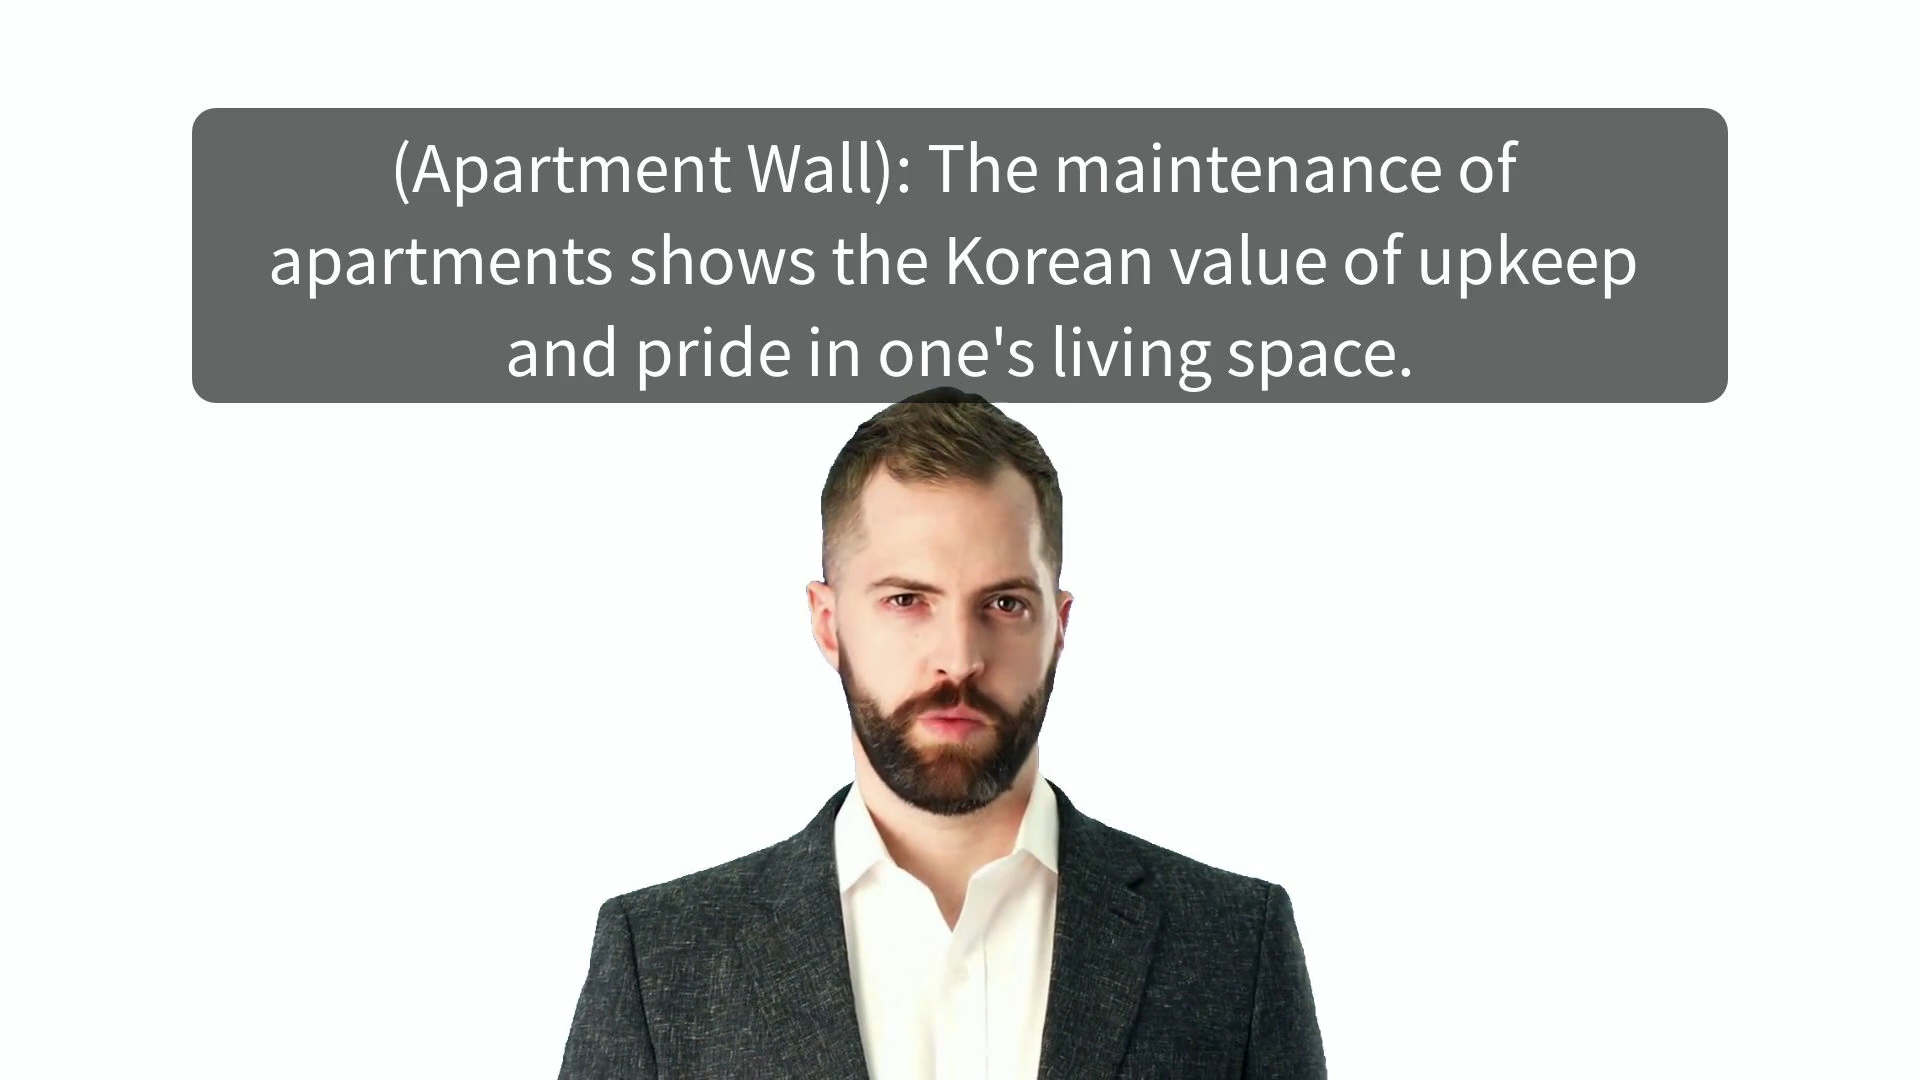 (Apartment Wall): The maintenance of
apartments shows the Korean value of upkeep
and pride in one's living space.